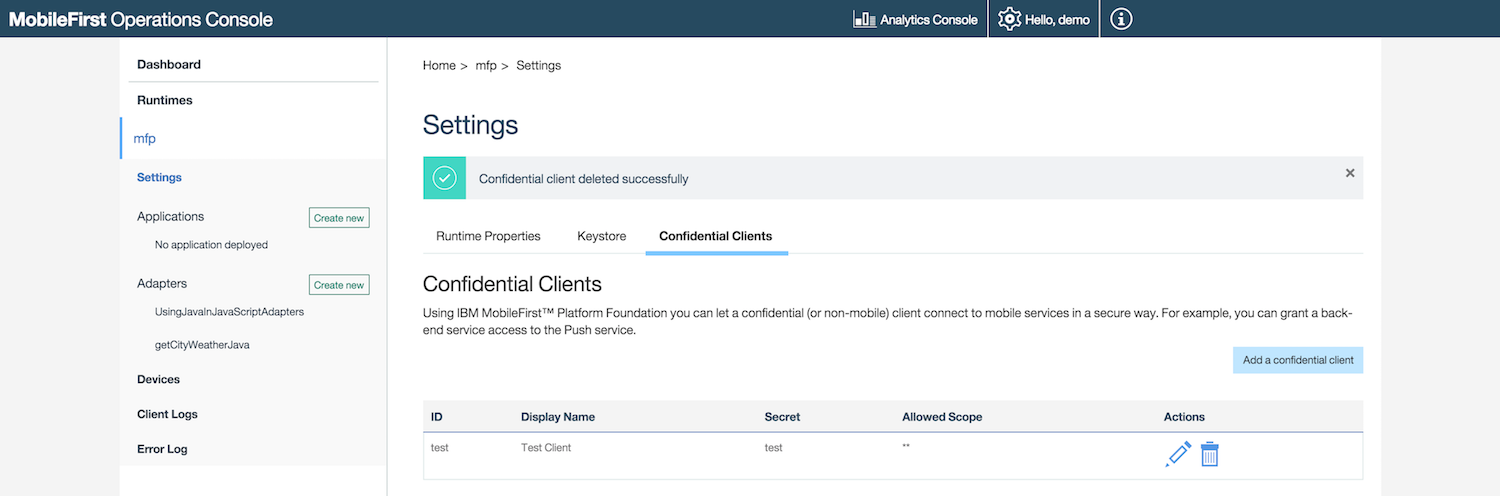 MobileFirst Operations Console
Analytics Console
Hello, demo
Dashboard
Runtimes
mfp
Settings
Applications
Create new
No application deployed
Adapters
Create new
UsingJavaInJavaScriptAdapters
getCityWeatherJava
Devices
Client Logs
Error Log
Home > mfp > Settings
Settings
Confidential client deleted successfully
Runtime Properties Keystore Confidential Clients
Confidential Clients
Using IBM MobileFirst™ Platform Foundation you can let a confidential (or non-mobile) client connect to mobile services in a secure way. For example, you can grant a back-
end service access to the Push service.
Add a confidential client
ID Display Name Secret Allowed Scope Actions
test Test Client test **